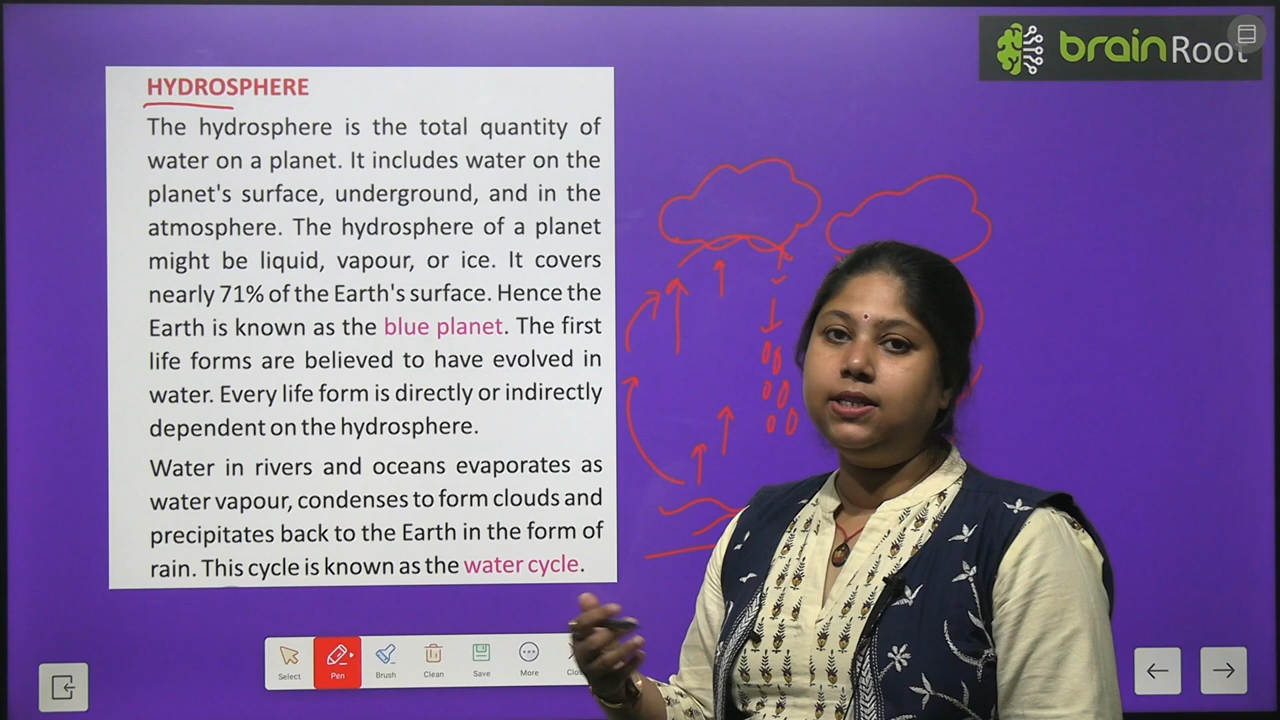 brainRoot
HYDROSPHERE
The hydrosphere is the total quantity of
water on a planet. It includes water on the
planet's surface, underground, and in the
atmosphere. The hydrosphere of a planet
might be liquid, vapour, or ice. It covers
nearly 71% of the Earth's surface. Hence the
Earth is known as the blue planet. The first
life forms are believed to have evolved in
water. Every life form is directly or indirectly
dependent on the hydrosphere.
Water in rivers and oceans evaporates as
water vapour, condenses to form clouds and
precipitates back to the Earth in the form of
rain. This cycle is known as the water cycle.
Select Pen Brush Clean Save More